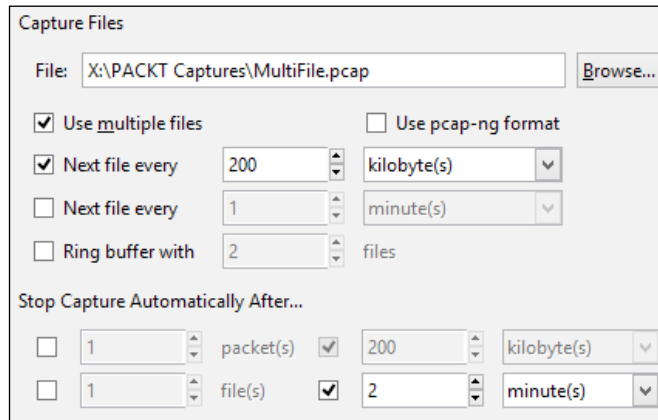 Capture Files
File: X:\PACKT Captures\MultiFile.pcap Browse...
Use multiple files Use pcap-ng format
Next file every 200 kilobyte(s)
Next file every 1 minute(s)
Ring buffer with 2 files
Stop Capture Automatically After...
1 packet(s) 200 kilobyte(s)
1 file(s) 2 minute(s)